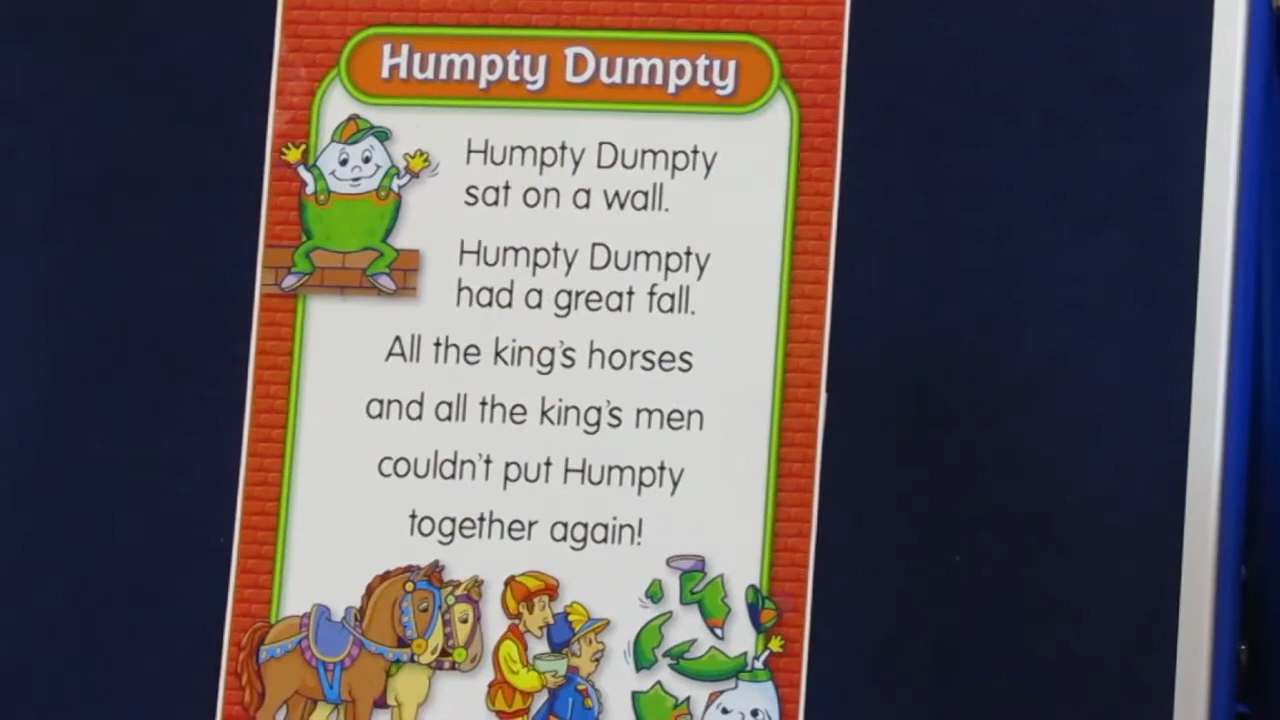 Humpty Dumpty
Humpty Dumpty
sat on a wall.
Humpty Dumpty
had a great fall.
All the king's horses
and all the king's men
couldn't put Humpty
together again!